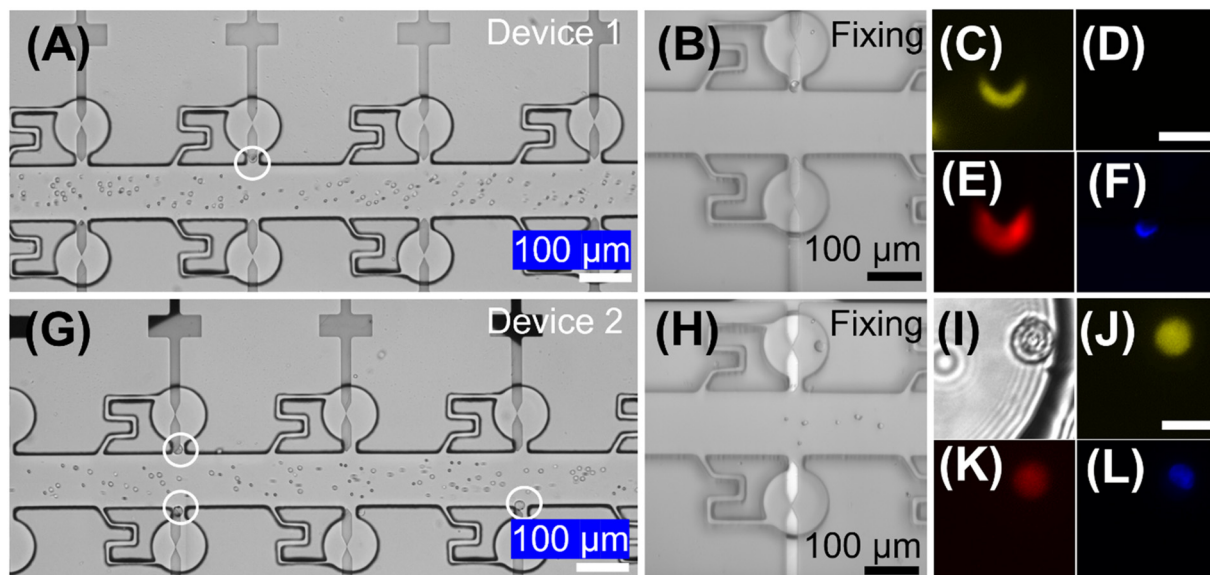 (A)
Device 1
100 μm
(B)
Fixing
100 μm
(C)
(D)
(E)
(F)
(G)
Device 2
100 μm
(H)
Fixing
100 μm
(I)
(J)
(K)
(L)